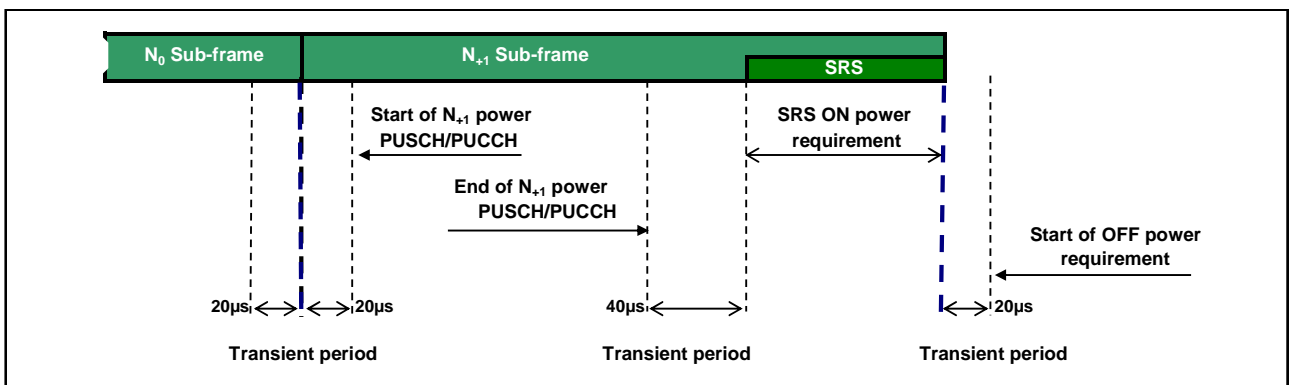 N0 Sub-frame
N+1 Sub-frame
SRS
Start of N+1 power
PUSCH/PUCCH
SRS ON power
requirement
End of N+1 power
PUSCH/PUCCH
Start of OFF power
requirement
20µs
20µs
40µs
20µs
Transient period
Transient period
Transient period